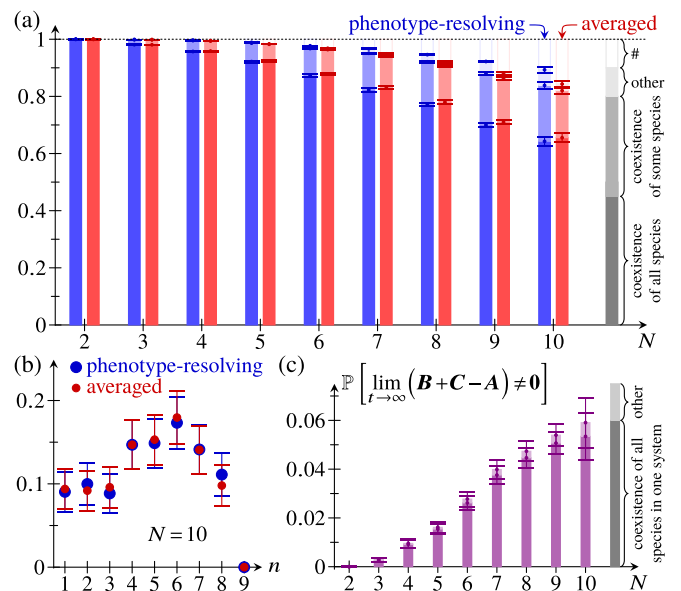 (a)
phenotype-resolving
averaged
1
0.8
0.6
0.4
0.2
0
2
3
4
5
6
7
8
9
10
N
#
other
coexistence
of some species
coexistence
of all species
(b)
phenotype-resolving
averaged
0.2
0.1
0
N = 10
1
2
3
4
5
6
7
8
9
n
(c)
ℙ [ lim t→∞ (B + C − A) ≠ 0 ]
0.06
0.04
0.02
0
2
3
4
5
6
7
8
9
10
N
other
coexistence of all
species in one system